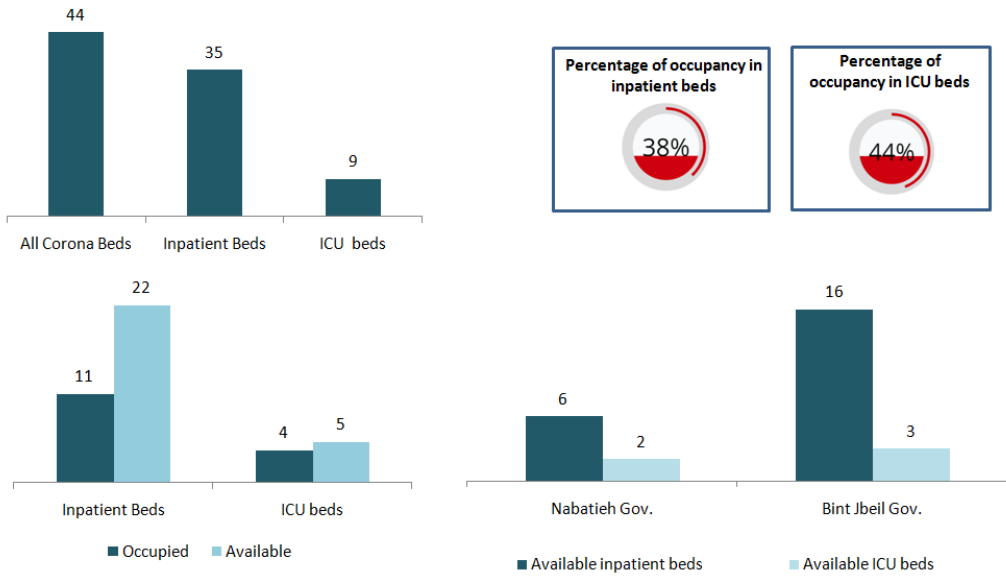 44
35
9
All Corona Beds
Inpatient Beds
ICU beds
Percentage of occupancy in
inpatient beds
38%
Percentage of
occupancy in ICU beds
44%
22
11
4
5
Inpatient Beds
ICU beds
Occupied
Available
16
6
2
3
Nabatieh Gov.
Bint Jbeil Gov.
Available inpatient beds
Available ICU beds